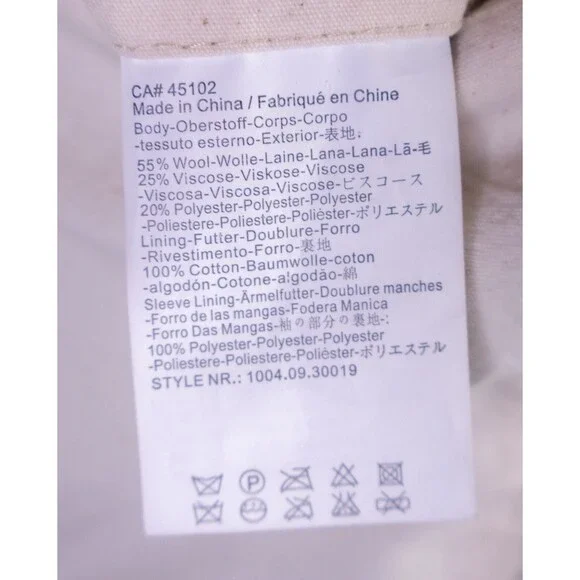 CA# 45102
Made in China / Fabriqué en Chine
Body-Oberstoff-Corps-Corpo
-tessuto esterno-Exterior-表地;
55% Wool-Wolle-Laine-Lana-Lana-Lã-毛
25% Viscose-Viskose-Viscose
-Viscosa-Viscosa-Viscose-ビスコース
20% Polyester-Polyester-Polyester
-Poliestere-Poliestere-Poliéster-ポリエステル
Lining-Futter-Doublure-Forro
-Rivestimento-Forro-裏地
100% Cotton-Baumwolle-coton
-algodón-Cotone-algodão-綿
Sleeve Lining-Ärmelfutter-Doublure manches
-Forro de las mangas-Fodera Manica
-Forro Das Mangas-袖の部分の裏地-:
100% Polyester-Polyester-Polyester
-Poliestere-Poliestere-Poliëster-ポリエステル
STYLE NR.: 1004.09.30019
P